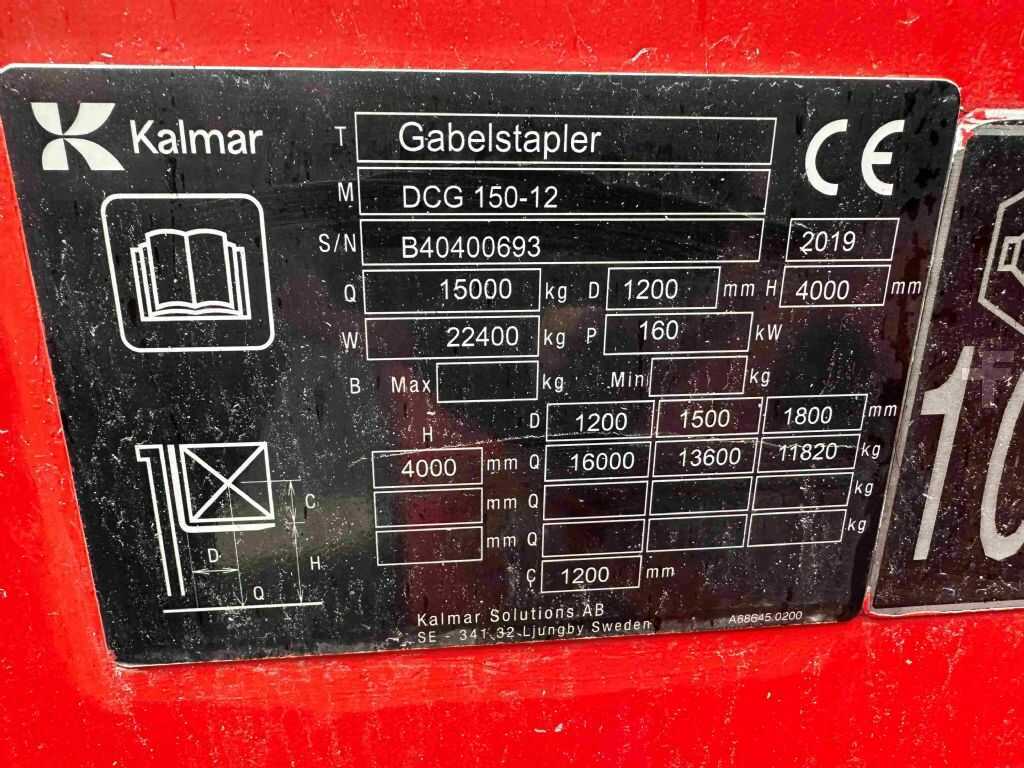 Kalmar
T Gabelstapler
CE
M DCG 150-12
S/N B40400693 2019
Q 15000 kg D 1200 mm H 4000 mm
W 22400 kg P 160 kW
B Max kg Min kg
D 1200 1500 1800 mm
H
4000 mm Q 16000 13600 11820 kg
mm Q kg
mm Q kg
C 1200 mm
C
D H
Q
Kalmar Solutions AB
SE - 341 32 Ljungby Sweden
A68645.0200